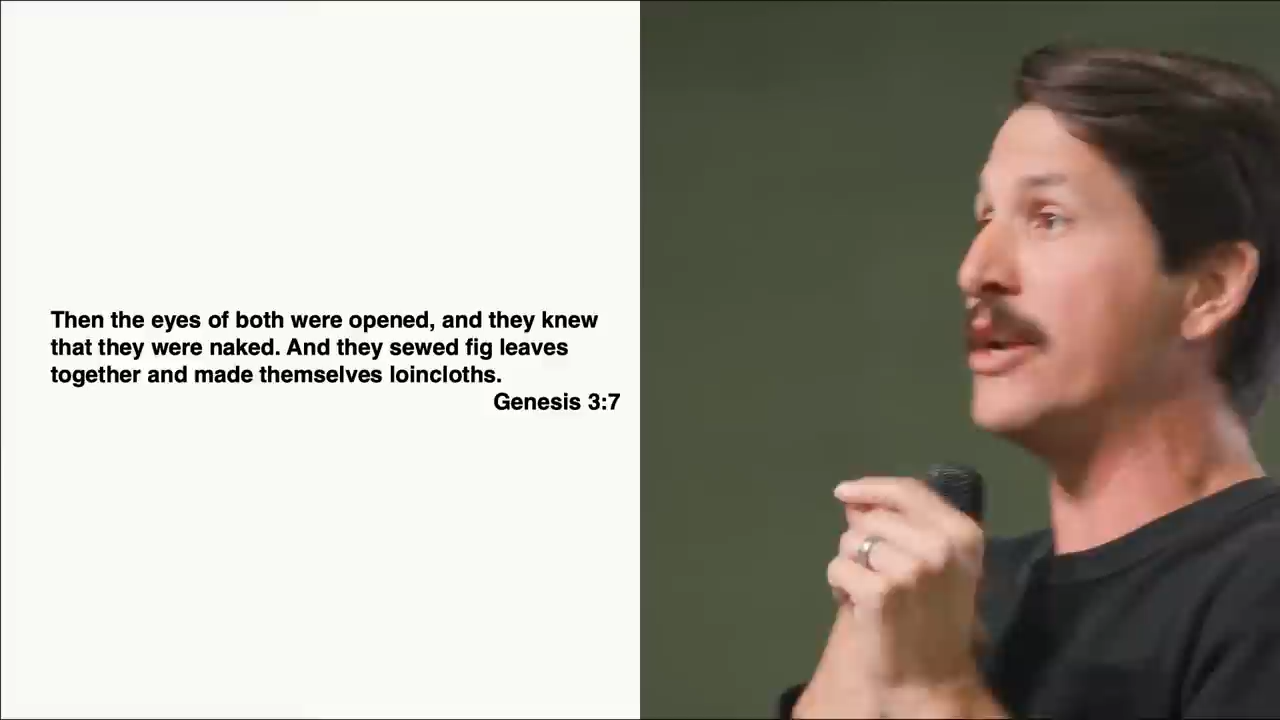 Then the eyes of both were opened, and they knew
that they were naked. And they sewed fig leaves
together and made themselves loincloths.
Genesis 3:7